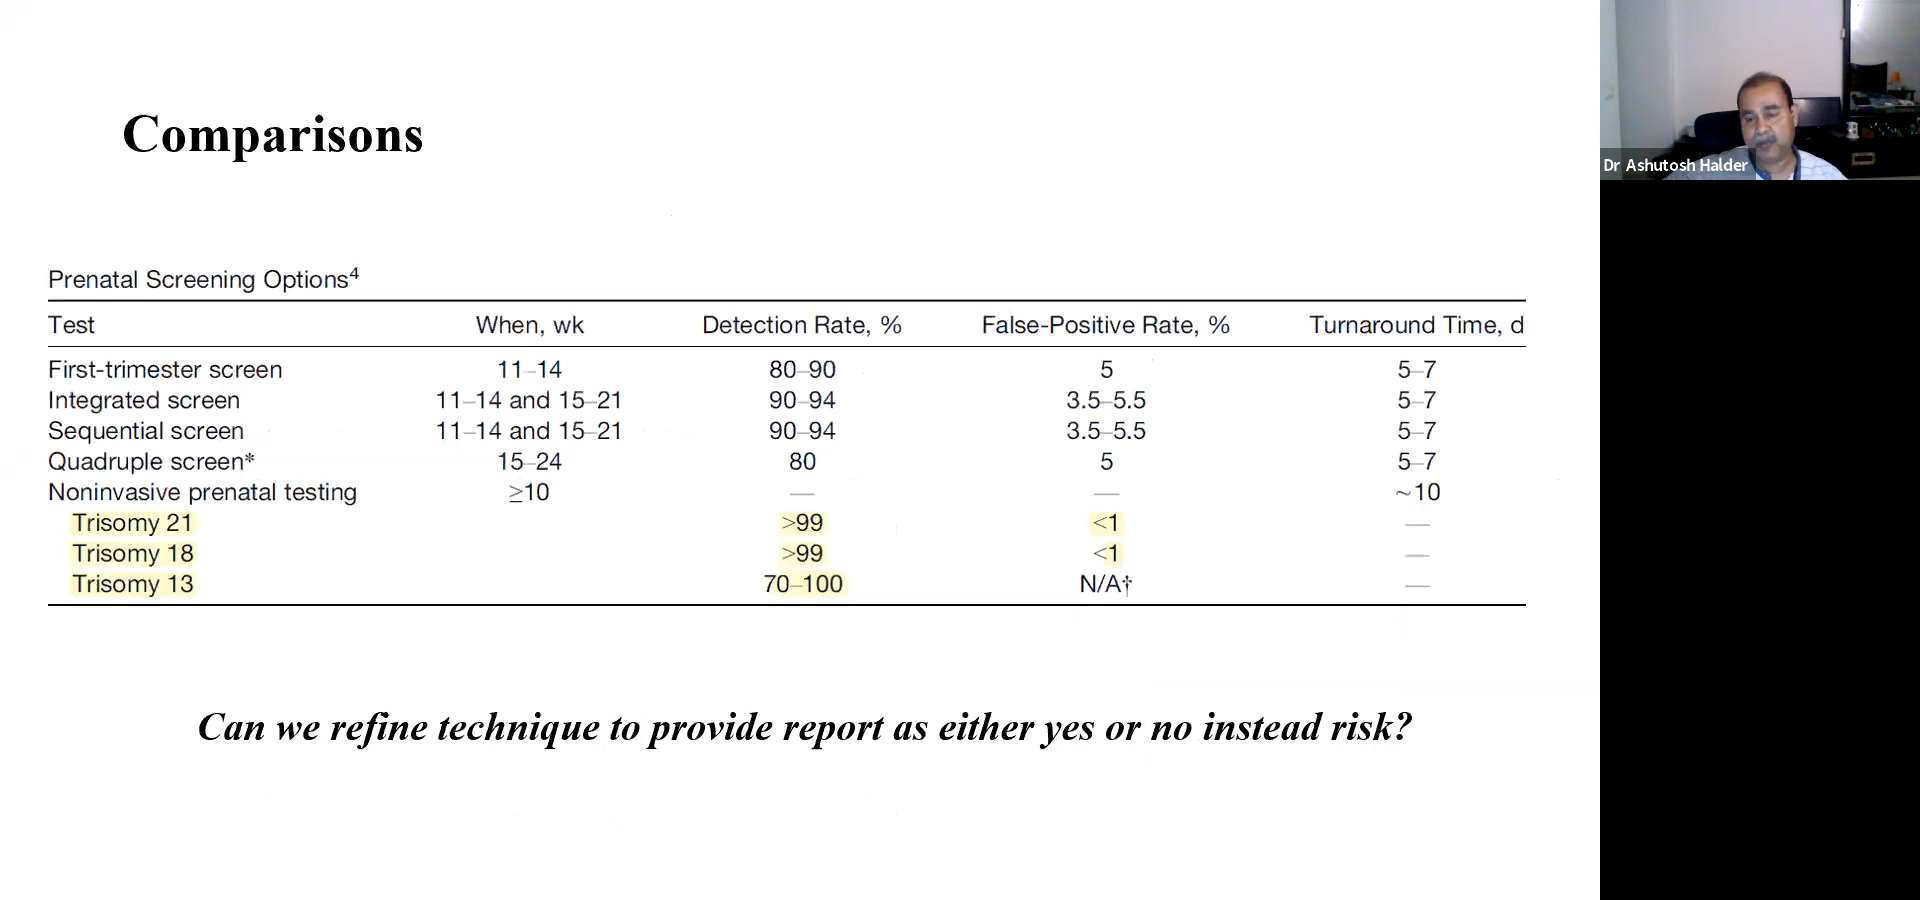 Comparisons
Dr Ashutosh Halder
Prenatal Screening Options⁴
Test When, wk Detection Rate, % False-Positive Rate, % Turnaround Time, d
First-trimester screen 11–14 80–90 5 5–7
Integrated screen 11–14 and 15–21 90–94 3.5–5.5 5–7
Sequential screen 11–14 and 15–21 90–94 3.5–5.5 5–7
Quadruple screen* 15–24 80 5 5–7
Noninvasive prenatal testing ≥10 — — ~10
Trisomy 21 >99 <1 —
Trisomy 18 >99 <1 —
Trisomy 13 70–100 N/A† —
Can we refine technique to provide report as either yes or no instead risk?